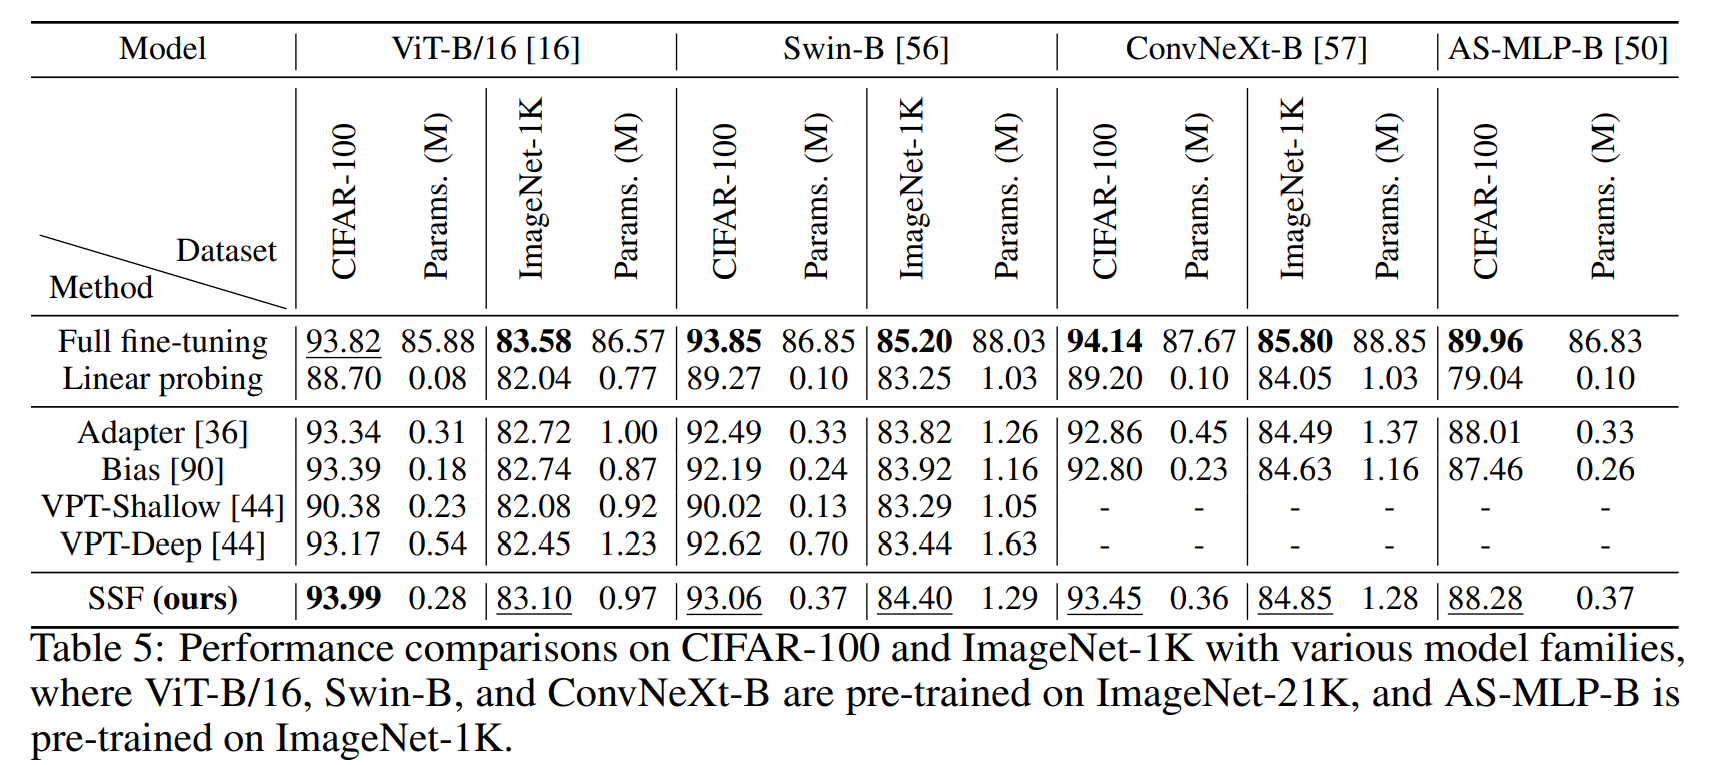 Model ViT-B/16 [16] Swin-B [56] ConvNeXt-B [57] AS-MLP-B [50]
Dataset
Method
CIFAR-100 Params. (M) ImageNet-1K Params. (M) CIFAR-100 Params. (M) ImageNet-1K Params. (M) CIFAR-100 Params. (M) ImageNet-1K Params. (M) CIFAR-100 Params. (M)
Full fine-tuning 93.82 85.88 83.58 86.57 93.85 86.85 85.20 88.03 94.14 87.67 85.80 88.85 89.96 86.83
Linear probing 88.70 0.08 82.04 0.77 89.27 0.10 83.25 1.03 89.20 0.10 84.05 1.03 79.04 0.10
Adapter [36] 93.34 0.31 82.72 1.00 92.49 0.33 83.82 1.26 92.86 0.45 84.49 1.37 88.01 0.33
Bias [90] 93.39 0.18 82.74 0.87 92.19 0.24 83.92 1.16 92.80 0.23 84.63 1.16 87.46 0.26
VPT-Shallow [44] 90.38 0.23 82.08 0.92 90.02 0.13 83.29 1.05 - - - - - -
VPT-Deep [44] 93.17 0.54 82.45 1.23 92.62 0.70 83.44 1.63 - - - - - -
SSF (ours) 93.99 0.28 83.10 0.97 93.06 0.37 84.40 1.29 93.45 0.36 84.85 1.28 88.28 0.37
Table 5: Performance comparisons on CIFAR-100 and ImageNet-1K with various model families,
where ViT-B/16, Swin-B, and ConvNeXt-B are pre-trained on ImageNet-21K, and AS-MLP-B is
pre-trained on ImageNet-1K.